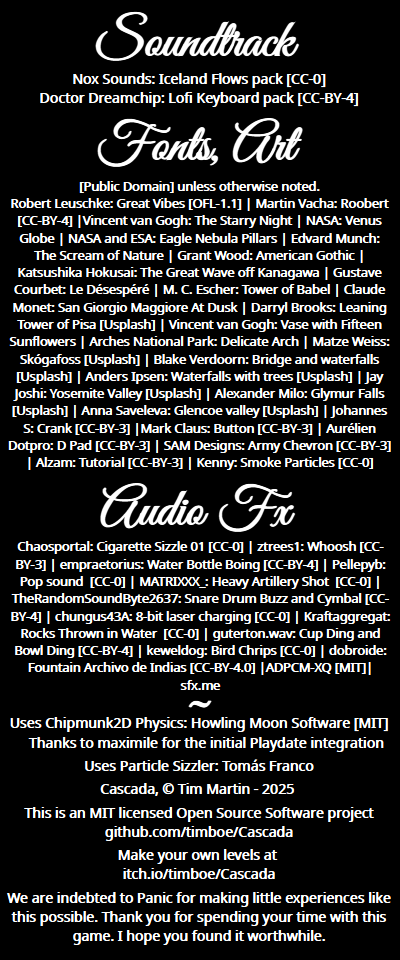 Soundtrack
Nox Sounds: Iceland Flows pack [CC-0]
Doctor Dreamchip: Lofi Keyboard pack [CC-BY-4]
Fonts, Art
[Public Domain] unless otherwise noted.
Robert Leuschke: Great Vibes [OFL-1.1] | Martin Vacha: Roobert
[CC-BY-4] |Vincent van Gogh: The Starry Night | NASA: Venus
Globe | NASA and ESA: Eagle Nebula Pillars | Edvard Munch:
The Scream of Nature | Grant Wood: American Gothic |
Katsushika Hokusai: The Great Wave off Kanagawa | Gustave
Courbet: Le Désespéré | M. C. Escher: Tower of Babel | Claude
Monet: San Giorgio Maggiore At Dusk | Darryl Brooks: Leaning
Tower of Pisa [Usplash] | Vincent van Gogh: Vase with Fifteen
Sunflowers | Arches National Park: Delicate Arch | Matze Weiss:
Skógafoss [Usplash] | Blake Verdoorn: Bridge and waterfalls
[Usplash] | Anders Ipsen: Waterfalls with trees [Usplash] | Jay
Joshi: Yosemite Valley [Usplash] | Alexander Milo: Glymur Falls
[Usplash] | Anna Saveleva: Glencoe valley [Usplash] | Johannes
S: Crank [CC-BY-3] |Mark Claus: Button [CC-BY-3] | Aurélien
Dotpro: D Pad [CC-BY-3] | SAM Designs: Army Chevron [CC-BY-3]
| Alzam: Tutorial [CC-BY-3] | Kenny: Smoke Particles [CC-0]
Audio Fx
Chaosportal: Cigarette Sizzle 01 [CC-0] | ztrees1: Whoosh [CC-
BY-3] | empraetorius: Water Bottle Boing [CC-BY-4] | Pellepyb:
Pop sound [CC-0] | MATRIXXX_: Heavy Artillery Shot [CC-0] |
TheRandomSoundByte2637: Snare Drum Buzz and Cymbal [CC-
BY-4] | chungus43A: 8-bit laser charging [CC-0] | Kraftaggregat:
Rocks Thrown in Water [CC-0] | guterton.wav: Cup Ding and
Bowl Ding [CC-BY-4] | keweldog: Bird Chrips [CC-0] | dobroide:
Fountain Archivo de Indias [CC-BY-4.0] |ADPCM-XQ [MIT]|
sfx.me
~
Uses Chipmunk2D Physics: Howling Moon Software [MIT]
Thanks to maximile for the initial Playdate integration
Uses Particle Sizzler: Tomás Franco
Cascada, © Tim Martin - 2025
This is an MIT licensed Open Source Software project
github.com/timboe/Cascada
Make your own levels at
itch.io/timboe/Cascada
We are indebted to Panic for making little experiences like
this possible. Thank you for spending your time with this
game. I hope you found it worthwhile.